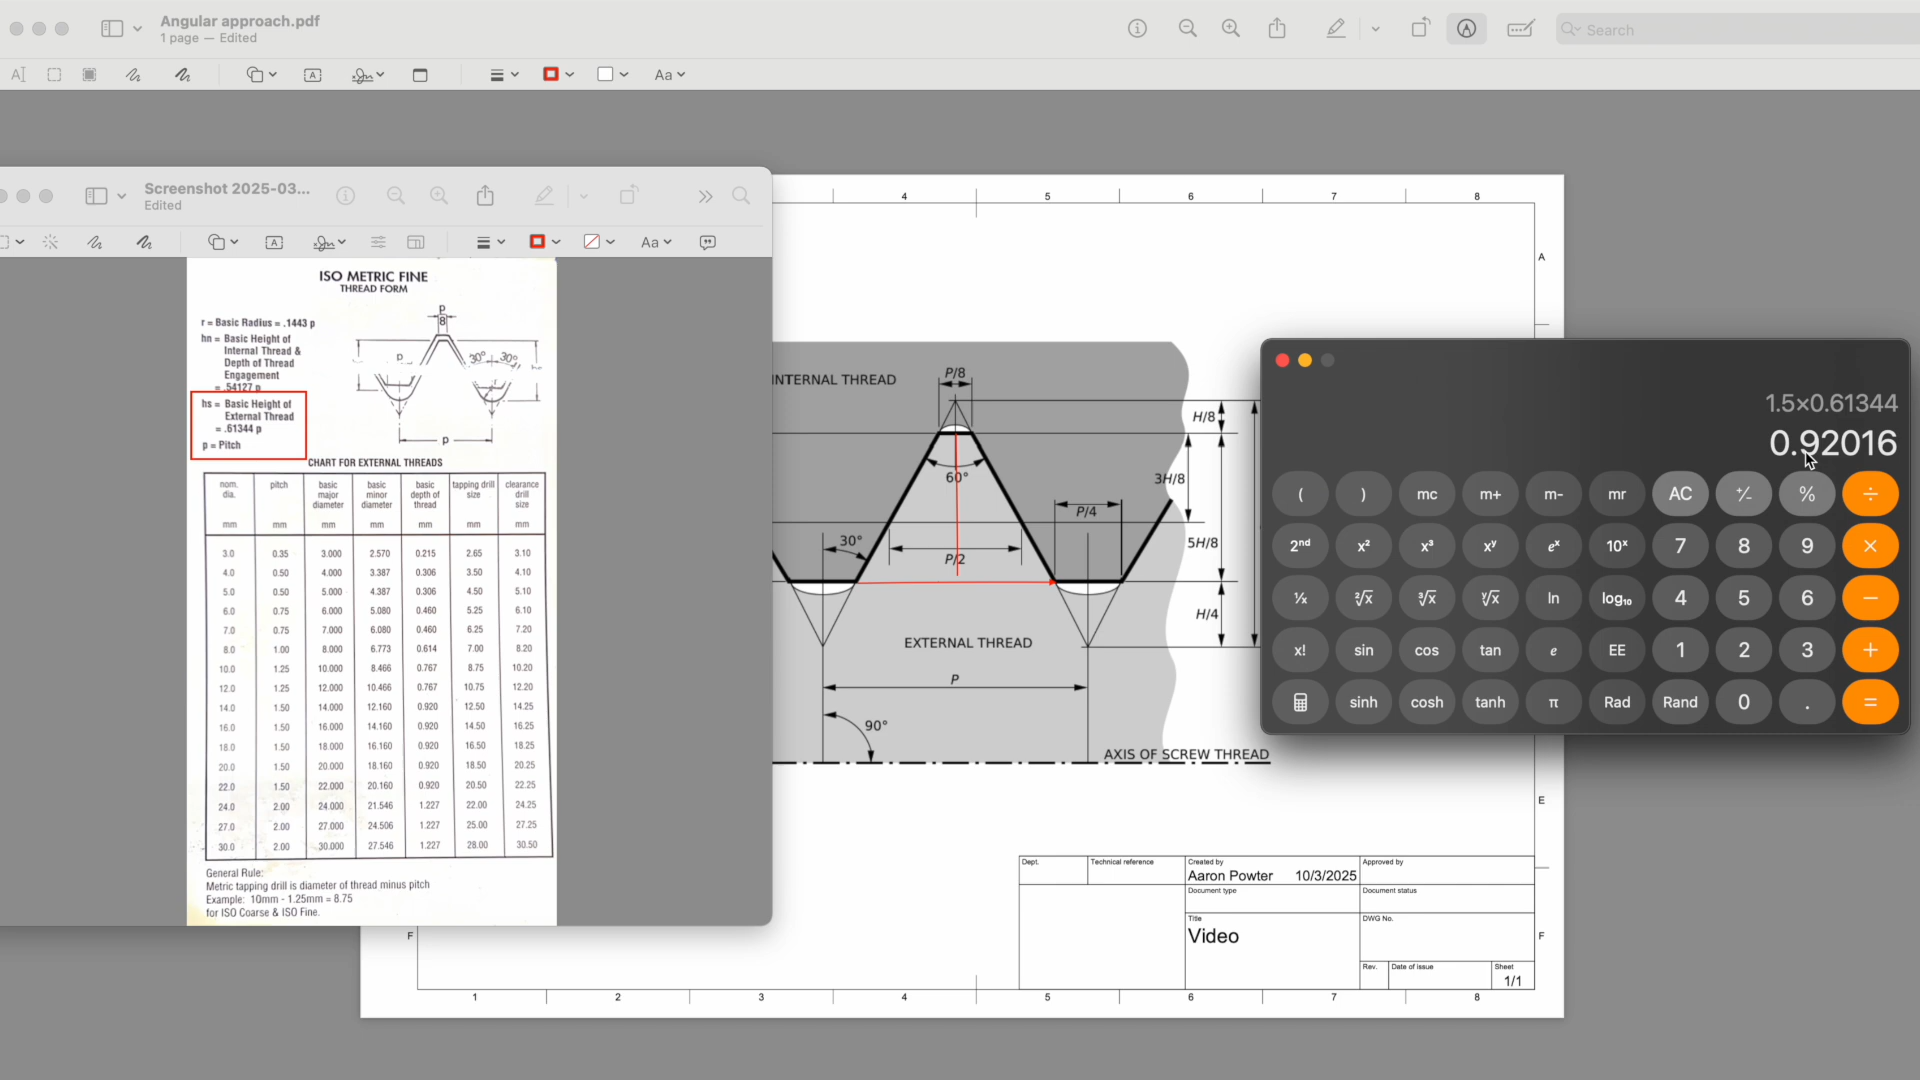 Angular approach.pdf
1 page — Edited
Search
Aa
Screenshot 2025-03...
Edited
Aa
ISO METRIC FINE
THREAD FORM
r = Basic Radius = .1443 p
hn = Basic Height of
Internal Thread &
Depth of Thread
Engagement
= .54127 p
hs = Basic Height of
External Thread
= .61344 p
p = Pitch
p
8
p
30° 30°
p
CHART FOR EXTERNAL THREADS
nom. dia. pitch basic major diameter basic minor diameter basic depth of thread tapping drill size clearance drill size
mm mm mm mm mm mm mm
3.0 0.35 3.000 2.570 0.215 2.65 3.10
4.0 0.50 4.000 3.387 0.306 3.50 4.10
5.0 0.50 5.000 4.387 0.306 4.50 5.10
6.0 0.75 6.000 5.080 0.460 5.25 6.10
7.0 0.75 7.000 6.080 0.460 6.25 7.20
8.0 1.00 8.000 6.773 0.614 7.00 8.20
10.0 1.25 10.000 8.466 0.767 8.75 10.20
12.0 1.25 12.000 10.466 0.767 10.75 12.20
14.0 1.50 14.000 12.160 0.920 12.50 14.25
16.0 1.50 16.000 14.160 0.920 14.50 16.25
18.0 1.50 18.000 16.160 0.920 16.50 18.25
20.0 1.50 20.000 18.160 0.920 18.50 20.25
22.0 1.50 22.000 20.160 0.920 20.50 22.25
24.0 2.00 24.000 21.546 1.227 22.00 24.25
27.0 2.00 27.000 24.506 1.227 25.00 27.25
30.0 2.00 30.000 27.546 1.227 28.00 30.50
General Rule:
Metric tapping drill is diameter of thread minus pitch
Example: 10mm - 1.25mm = 8.75
for ISO Coarse & ISO Fine.
4 5 6 7 8
A
INTERNAL THREAD
P/8
H/8
60°
3H/8
P/4
30°
P/2
5H/8
H/4
EXTERNAL THREAD
P
90°
AXIS OF SCREW THREAD
E
F
F
Dept. Technical reference Created by Approved by
Aaron Powter 10/3/2025
Document type Document status
Title DWG No.
Video
Rev. Date of issue Sheet
1/1
1 2 3 4 5 6 7 8
1.5×0.61344
0.92016
( ) mc m+ m- mr AC +/- % ÷
2nd x² x³ xʸ eˣ 10ˣ 7 8 9 ×
1/x ²√x ³√x ʸ√x ln log₁₀ 4 5 6 −
x! sin cos tan e EE 1 2 3 +
sinh cosh tanh π Rad Rand 0 . =